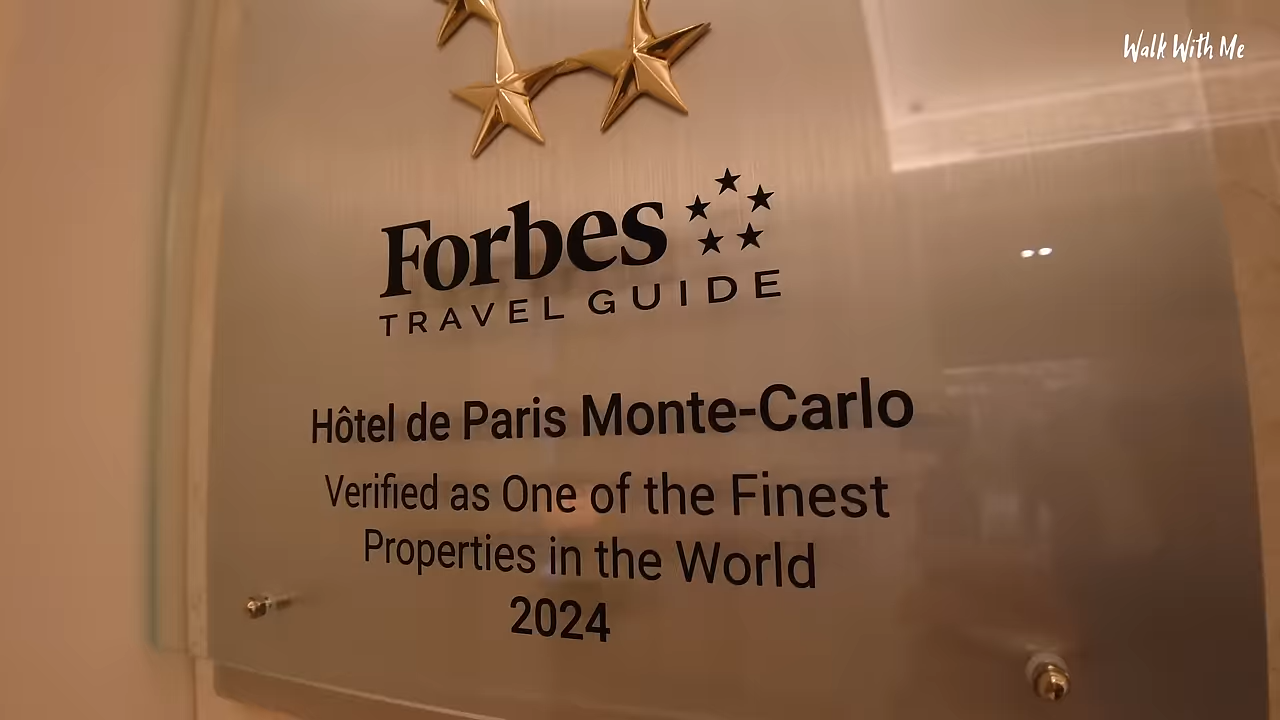 Walk With Me
Forbes
TRAVEL GUIDE
Hôtel de Paris Monte-Carlo
Verified as One of the Finest
Properties in the World
2024